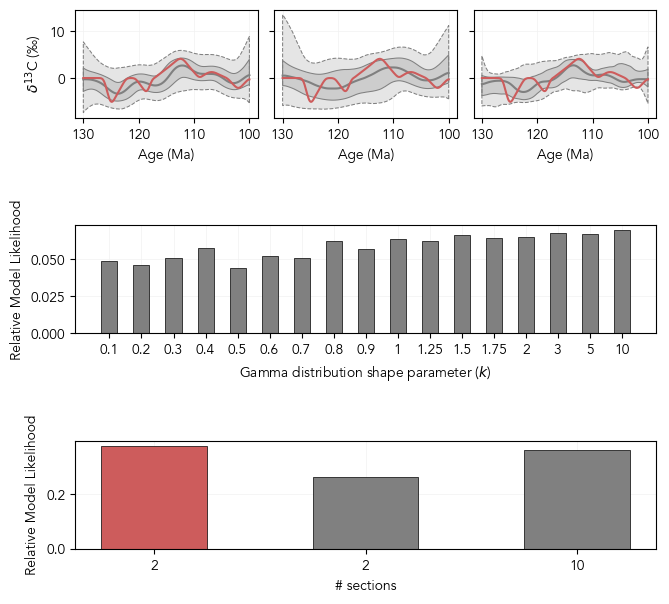 10
0
δ¹³C (‰)
130 120 110 100 130 120 110 100 130 120 110 100
Age (Ma) Age (Ma) Age (Ma)
Relative Model Likelihood
0.050
0.025
0.000
0.1 0.2 0.3 0.4 0.5 0.6 0.7 0.8 0.9 1 1.25 1.5 1.75 2 3 5 10
Gamma distribution shape parameter (k)
Relative Model Likelihood
0.2
0.0
2 2 10
# sections